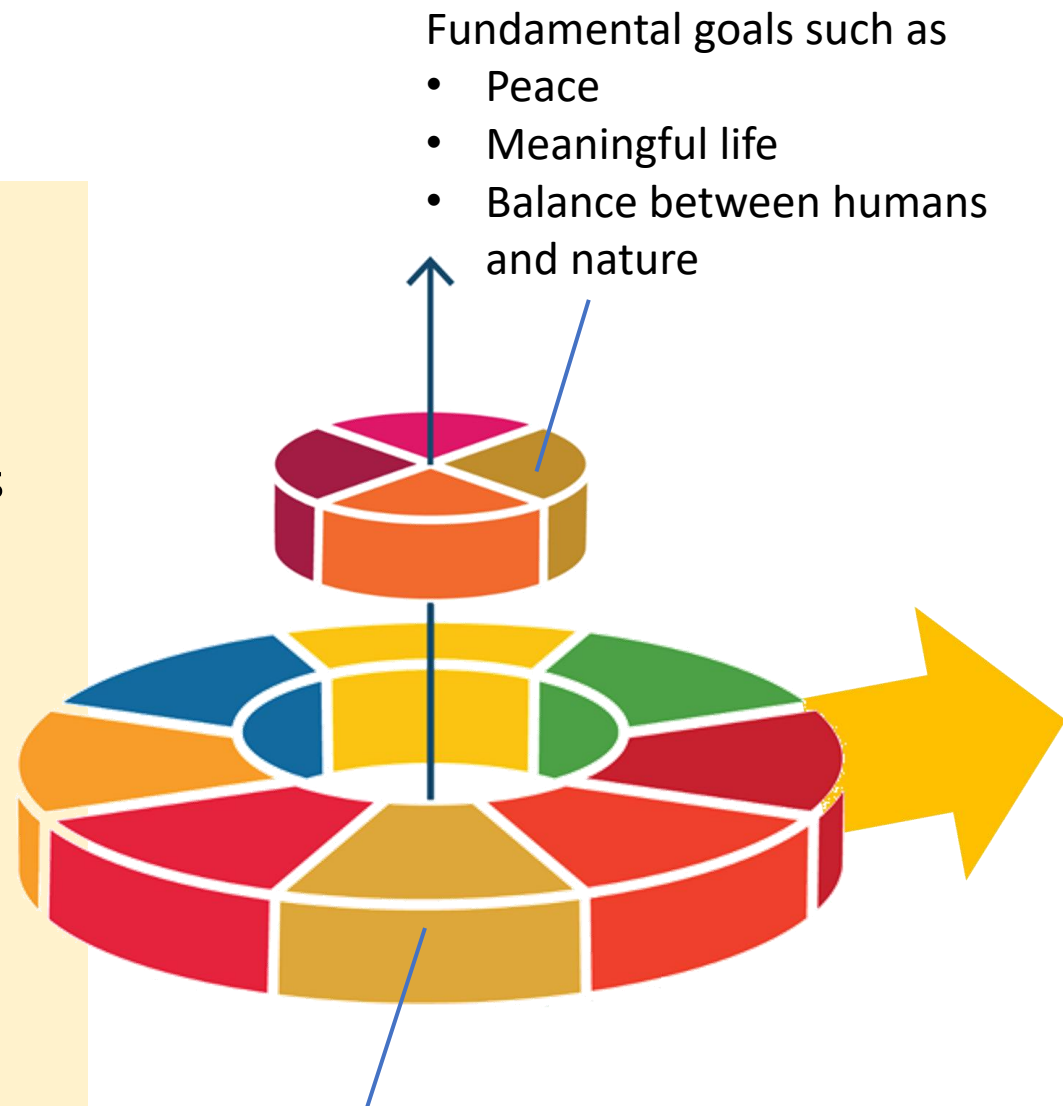 Fundamental goals such as
• Peace
• Meaningful life
• Balance between humans
and nature
s